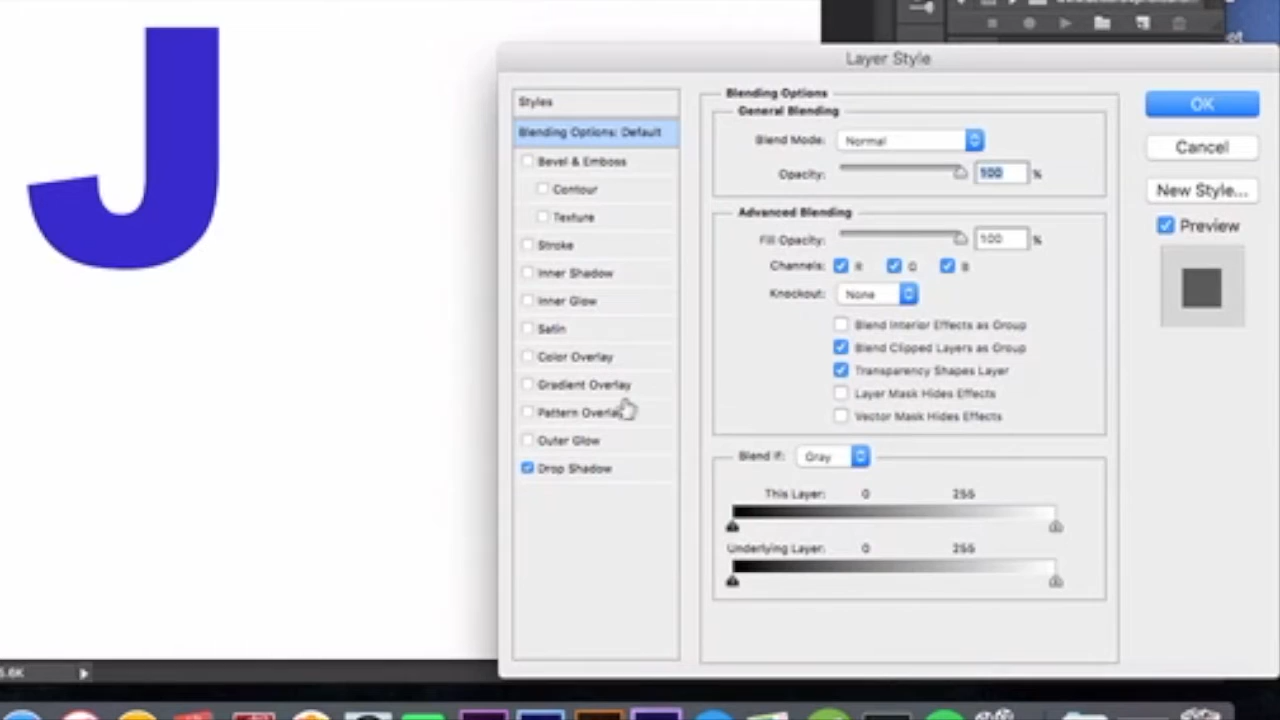 J
Layer Style
Styles
Blending Options: Default
Bevel & Emboss
Contour
Texture
Stroke
Inner Shadow
Inner Glow
Satin
Color Overlay
Gradient Overlay
Pattern Overlay
Outer Glow
Drop Shadow
Blending Options
General Blending
Blend Mode: Normal
Opacity: 100 %
Advanced Blending
Fill Opacity: 100 %
Channels: R G B
Knockout: None
Blend Interior Effects as Group
Blend Clipped Layers as Group
Transparency Shapes Layer
Layer Mask Hides Effects
Vector Mask Hides Effects
Blend If: Gray
This Layer: 0 255
Underlying Layer: 0 255
OK
Cancel
New Style...
Preview